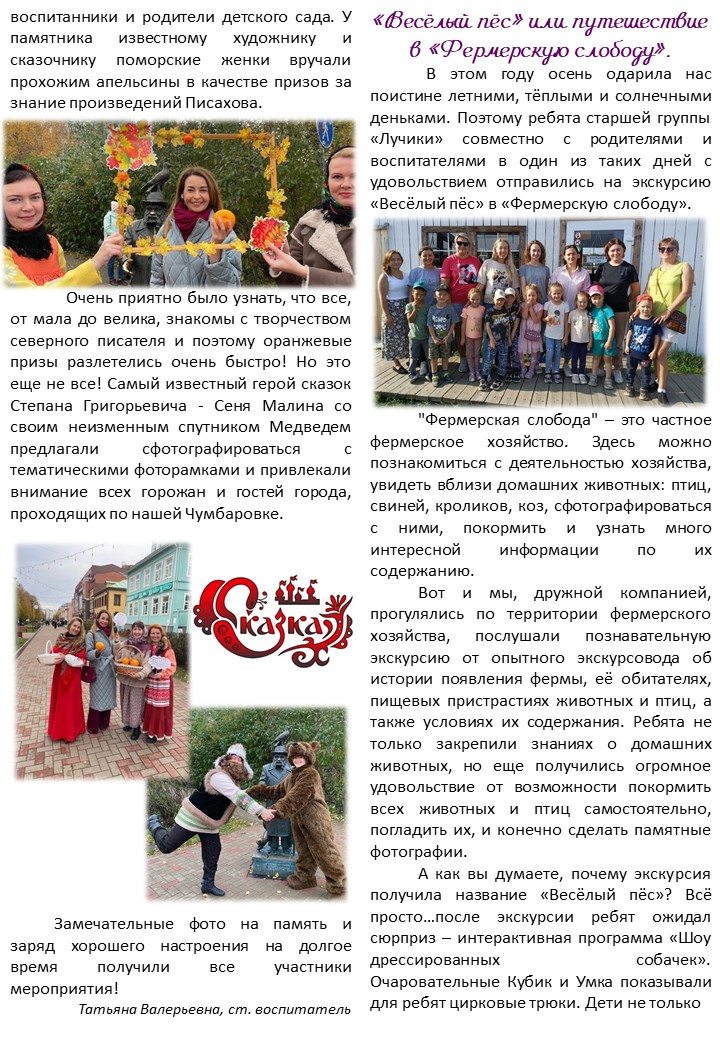 воспитанники и родители детского сада. У
памятника известному художнику и
сказочнику поморские женки вручали
прохожим апельсины в качестве призов за
знание произведений Писахова.
Очень приятно было узнать, что все,
от мала до велика, знакомы с творчеством
северного писателя и поэтому оранжевые
призы разлетелись очень быстро! Но это
еще не все! Самый известный герой сказок
Степана Григорьевича - Сеня Малина со
своим неизменным спутником Медведем
предлагали сфотографироваться с
тематическими фоторамками и привлекали
внимание всех горожан и гостей города,
проходящих по нашей Чумбаровке.
Сказка
Замечательные фото на память и
заряд хорошего настроения на долгое
время получили все участники
мероприятия!
Татьяна Валерьевна, ст. воспитатель
«Весёлый пёс» или путешествие
в «Фермерскую слободу».
В этом году осень одарила нас
поистине летними, тёплыми и солнечными
деньками. Поэтому ребята старшей группы
«Лучики» совместно с родителями и
воспитателями в один из таких дней с
удовольствием отправились на экскурсию
«Весёлый пёс» в «Фермерскую слободу».
"Фермерская слобода" – это частное
фермерское хозяйство. Здесь можно
познакомиться с деятельностью хозяйства,
увидеть вблизи домашних животных: птиц,
свиней, кроликов, коз, сфотографироваться
с ними, покормить и узнать много
интересной информации по их
содержанию.
Вот и мы, дружной компанией,
прогулялись по территории фермерского
хозяйства, послушали познавательную
экскурсию от опытного экскурсовода об
истории появления фермы, её обитателях,
пищевых пристрастиях животных и птиц, а
также условиях их содержания. Ребята не
только закрепили знания о домашних
животных, но еще получились огромное
удовольствие от возможности покормить
всех животных и птиц самостоятельно,
погладить их, и конечно сделать памятные
фотографии.
А как вы думаете, почему экскурсия
получила название «Весёлый пёс»? Всё
просто…после экскурсии ребят ожидал
сюрприз – интерактивная программа «Шоу
дрессированных собачек».
Очаровательные Кубик и Умка показывали
для ребят цирковые трюки. Дети не только